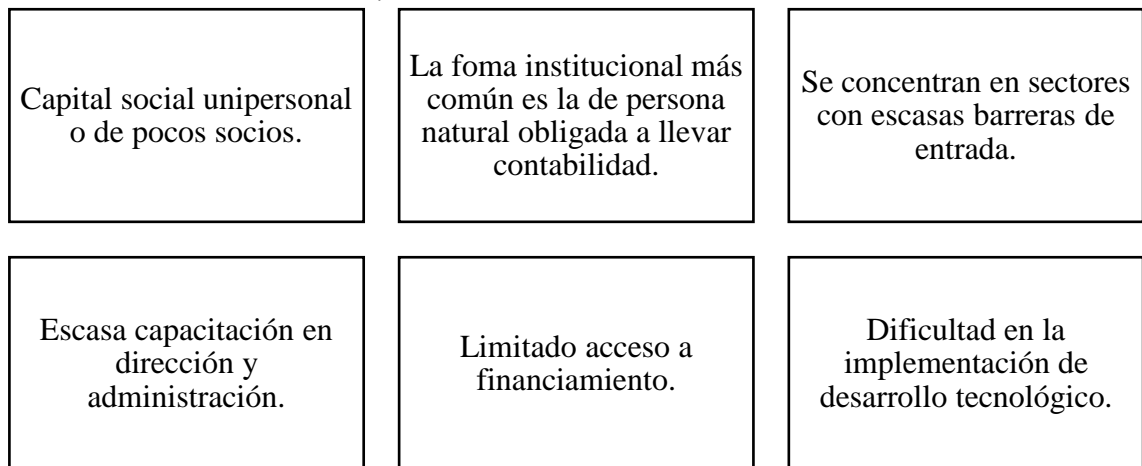 Capital social unipersonal
o de pocos socios.
La foma institucional más
común es la de persona
natural obligada a llevar
contabilidad.
Se concentran en sectores
con escasas barreras de
entrada.
Escasa capacitación en
dirección y
administración.
Limitado acceso a
financiamiento.
Dificultad en la
implementación de
desarrollo tecnológico.